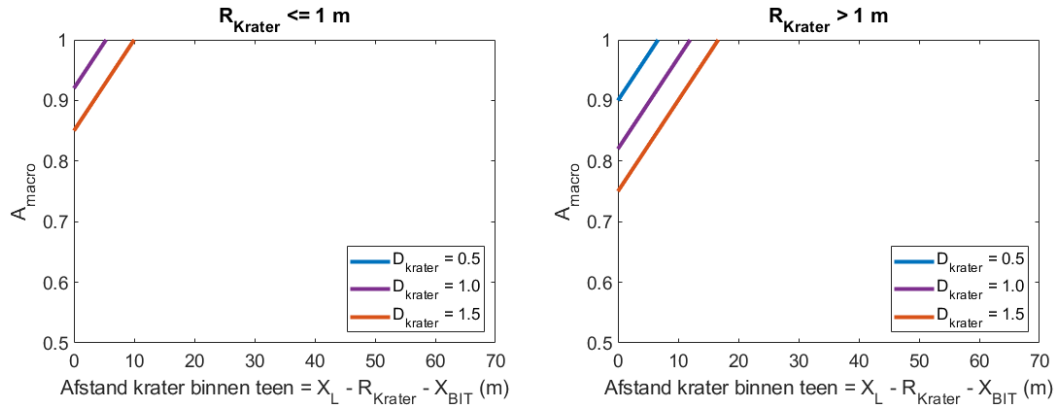 R_Krater <= 1 m
A_macro
1
0.9
0.8
0.7
0.6
0.5
D_krater = 0.5
D_krater = 1.0
D_krater = 1.5
0 10 20 30 40 50 60 70
Afstand krater binnen teen = X_L - R_Krater - X_BIT (m)
R_Krater > 1 m
A_macro
1
0.9
0.8
0.7
0.6
0.5
D_krater = 0.5
D_krater = 1.0
D_krater = 1.5
0 10 20 30 40 50 60 70
Afstand krater binnen teen = X_L - R_Krater - X_BIT (m)